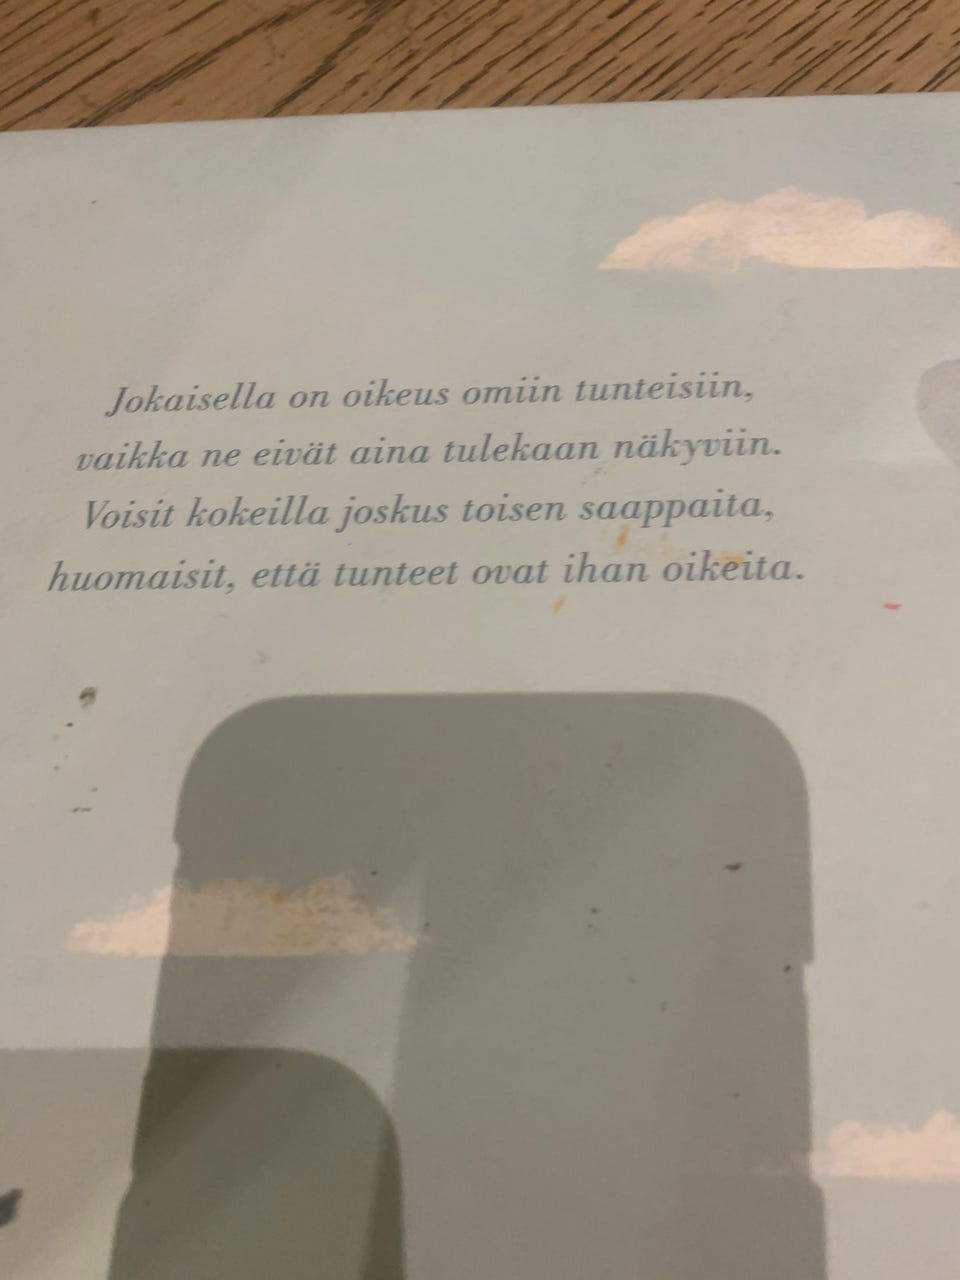 Jokaisella on oikeus omiin tunteisiin,
vaikka ne eivät aina tulekaan näkyviin.
Voisit kokeilla joskus toisen saappaita,
huomaisit, että tunteet ovat ihan oikeita.